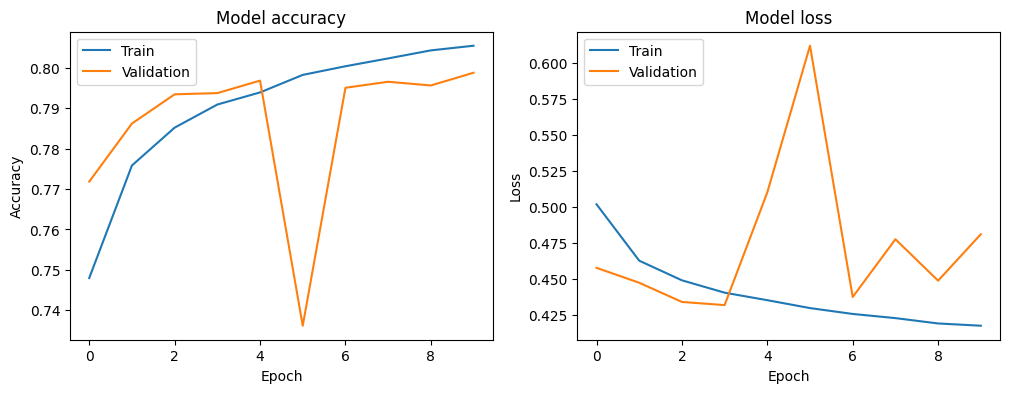 Model accuracy
Train
Validation
0.80
0.79
0.78
0.77
0.76
0.75
0.74
Accuracy
0 2 4 6 8
Epoch
Model loss
Train
Validation
0.600
0.575
0.550
0.525
0.500
0.475
0.450
0.425
Loss
0 2 4 6 8
Epoch